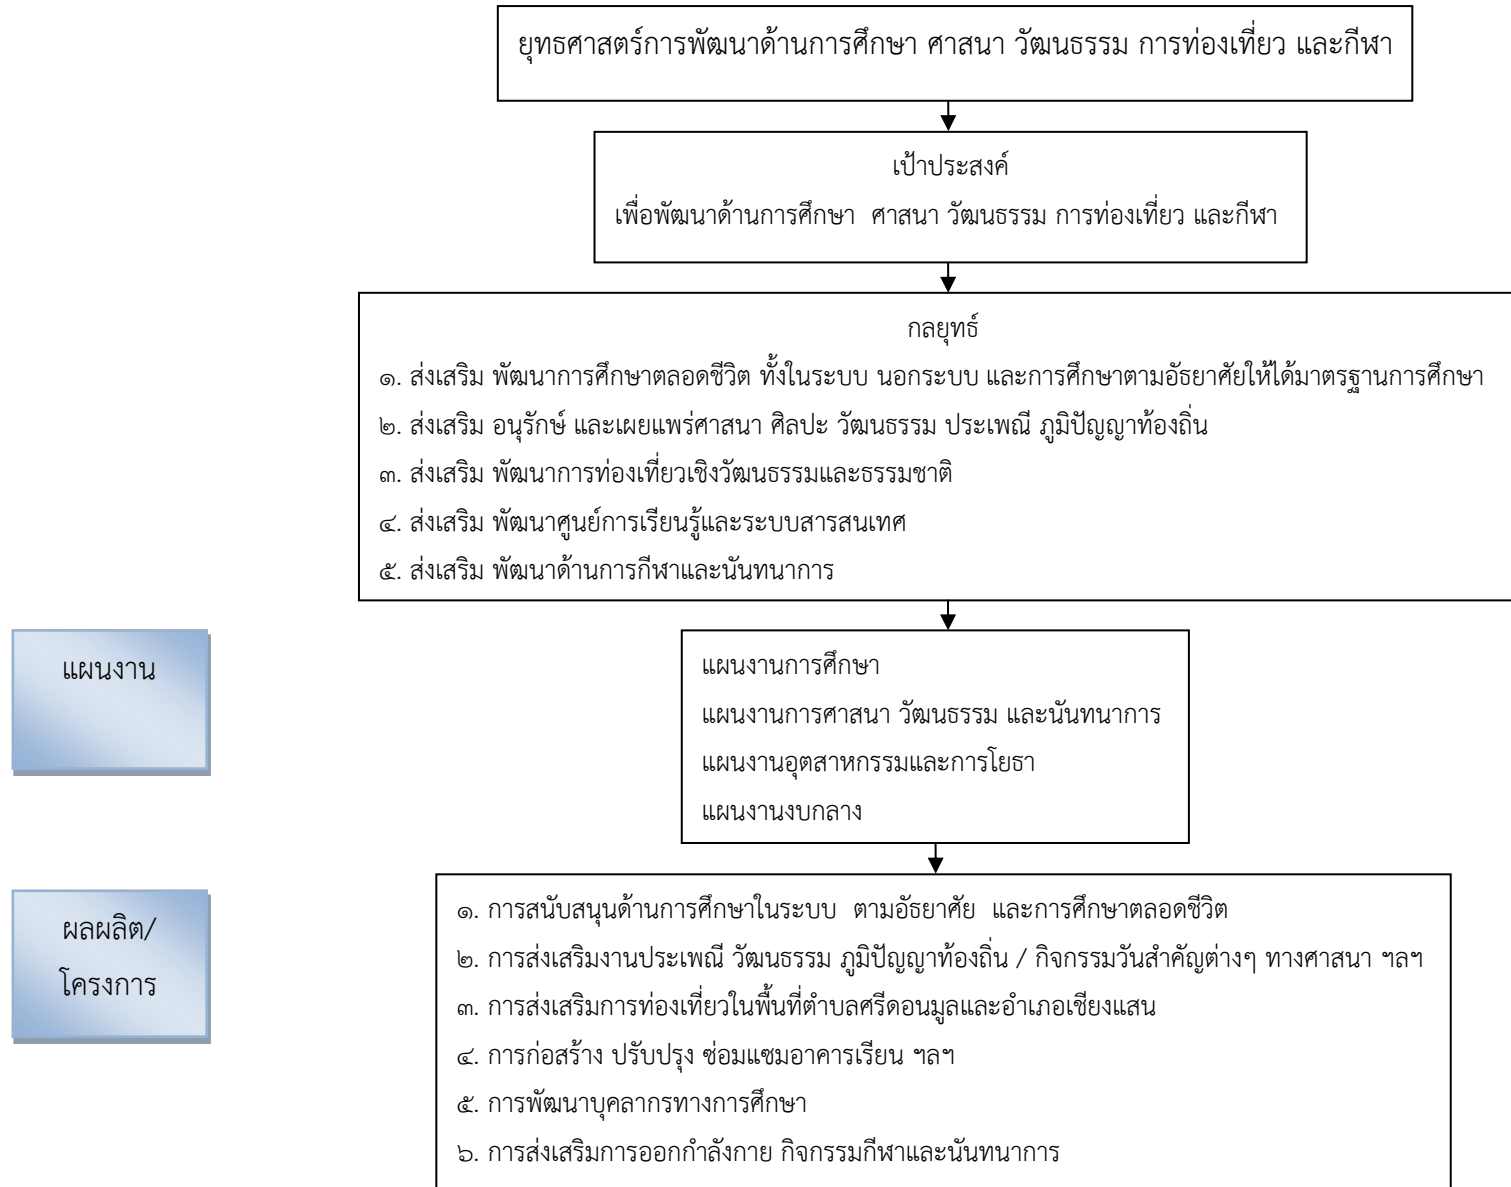 ยุทธศาสตร์การพัฒนาด้านการศึกษา ศาสนา วัฒนธรรม การท่องเที่ยว และกีฬา
เป้าประสงค์
เพื่อพัฒนาด้านการศึกษา  ศาสนา วัฒนธรรม การท่องเที่ยว และกีฬา
กลยุทธ์
๑. ส่งเสริม พัฒนาการศึกษาตลอดชีวิต ทั้งในระบบ นอกระบบ และการศึกษาตามอัธยาศัยให้ได้มาตรฐานการศึกษา
๒. ส่งเสริม อนุรักษ์ และเผยแพร่ศาสนา ศิลปะ วัฒนธรรม ประเพณี ภูมิปัญญาท้องถิ่น
๓. ส่งเสริม พัฒนาการท่องเที่ยวเชิงวัฒนธรรมและธรรมชาติ
๔. ส่งเสริม พัฒนาศูนย์การเรียนรู้และระบบสารสนเทศ
๕. ส่งเสริม พัฒนาด้านการกีฬาและนันทนาการ
แผนงาน
แผนงานการศึกษา
แผนงานการศาสนา วัฒนธรรม และนันทนาการ
แผนงานอุตสาหกรรมและการโยธา
แผนงานงบกลาง
ผลผลิต/
โครงการ
๑. การสนับสนุนด้านการศึกษาในระบบ  ตามอัธยาศัย  และการศึกษาตลอดชีวิต
๒. การส่งเสริมงานประเพณี วัฒนธรรม ภูมิปัญญาท้องถิ่น / กิจกรรมวันสำคัญต่างๆ ทางศาสนา ฯลฯ
๓. การส่งเสริมการท่องเที่ยวในพื้นที่ตำบลศรีดอนมูลและอำเภอเชียงแสน
๔. การก่อสร้าง ปรับปรุง ซ่อมแซมอาคารเรียน ฯลฯ
๕. การพัฒนาบุคลากรทางการศึกษา
๖. การส่งเสริมการออกกำลังกาย กิจกรรมกีฬาและนันทนาการ